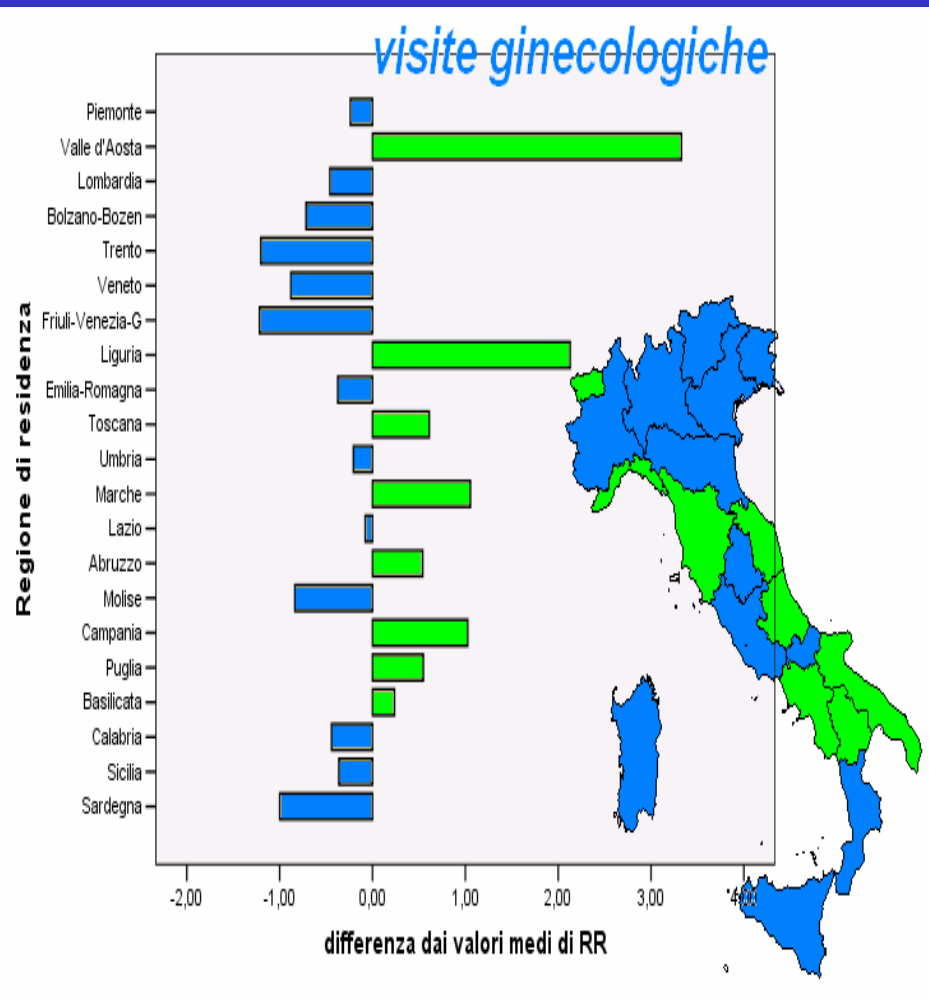 visite ginecologiche
Regione di residenza
Piemonte
Valle d'Aosta
Lombardia
Bolzano-Bozen
Trento
Veneto
Friuli-Venezia-G
Liguria
Emilia-Romagna
Toscana
Umbria
Marche
Lazio
Abruzzo
Molise
Campania
Puglia
Basilicata
Calabria
Sicilia
Sardegna
-2,00 -1,00 0,00 1,00 2,00 3,00 4,00
differenza dai valori medi di RR